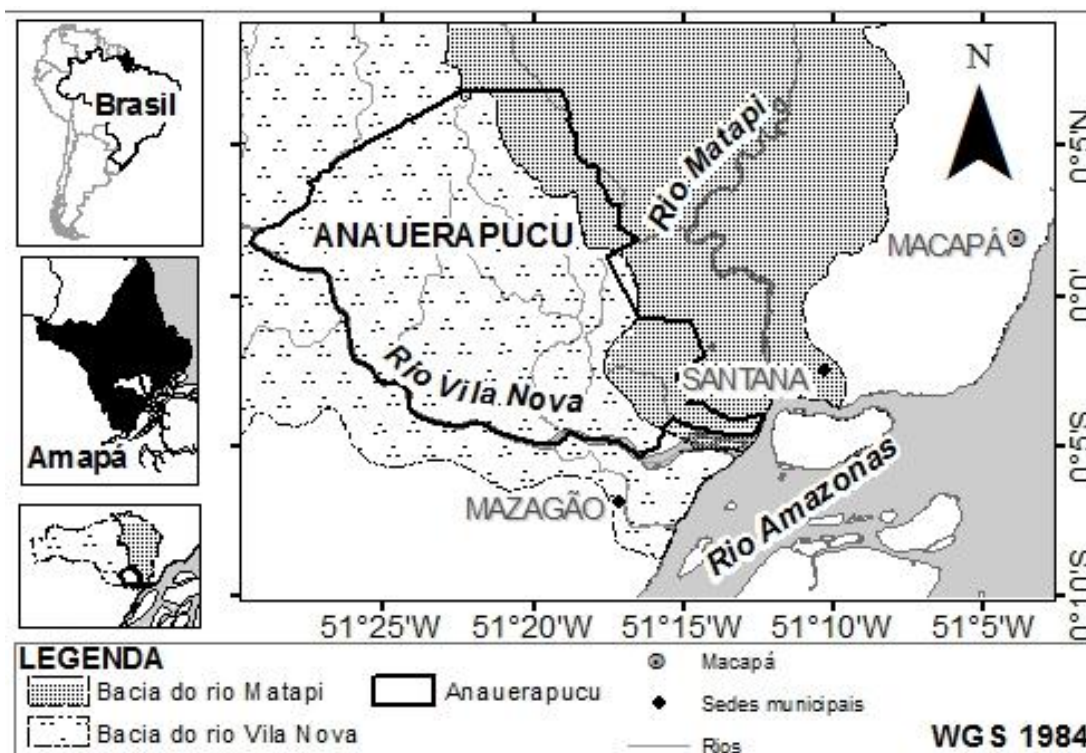 Brasil
Amapá
N
ANAUERAPUCU
Rio Matapi
MACAPÁ
Rio Vila Nova
SANTANA
MAZAGÃO
Rio Amazonas
0°5'N
0°0'
0°5'S
0°10'S
51°25'W 51°20'W 51°15'W 51°10'W 51°5'W
LEGENDA
Bacia do rio Matapi
Bacia do rio Vila Nova
Anauerapucu
Macapá
Sedes municipais
Rios
WGS 1984